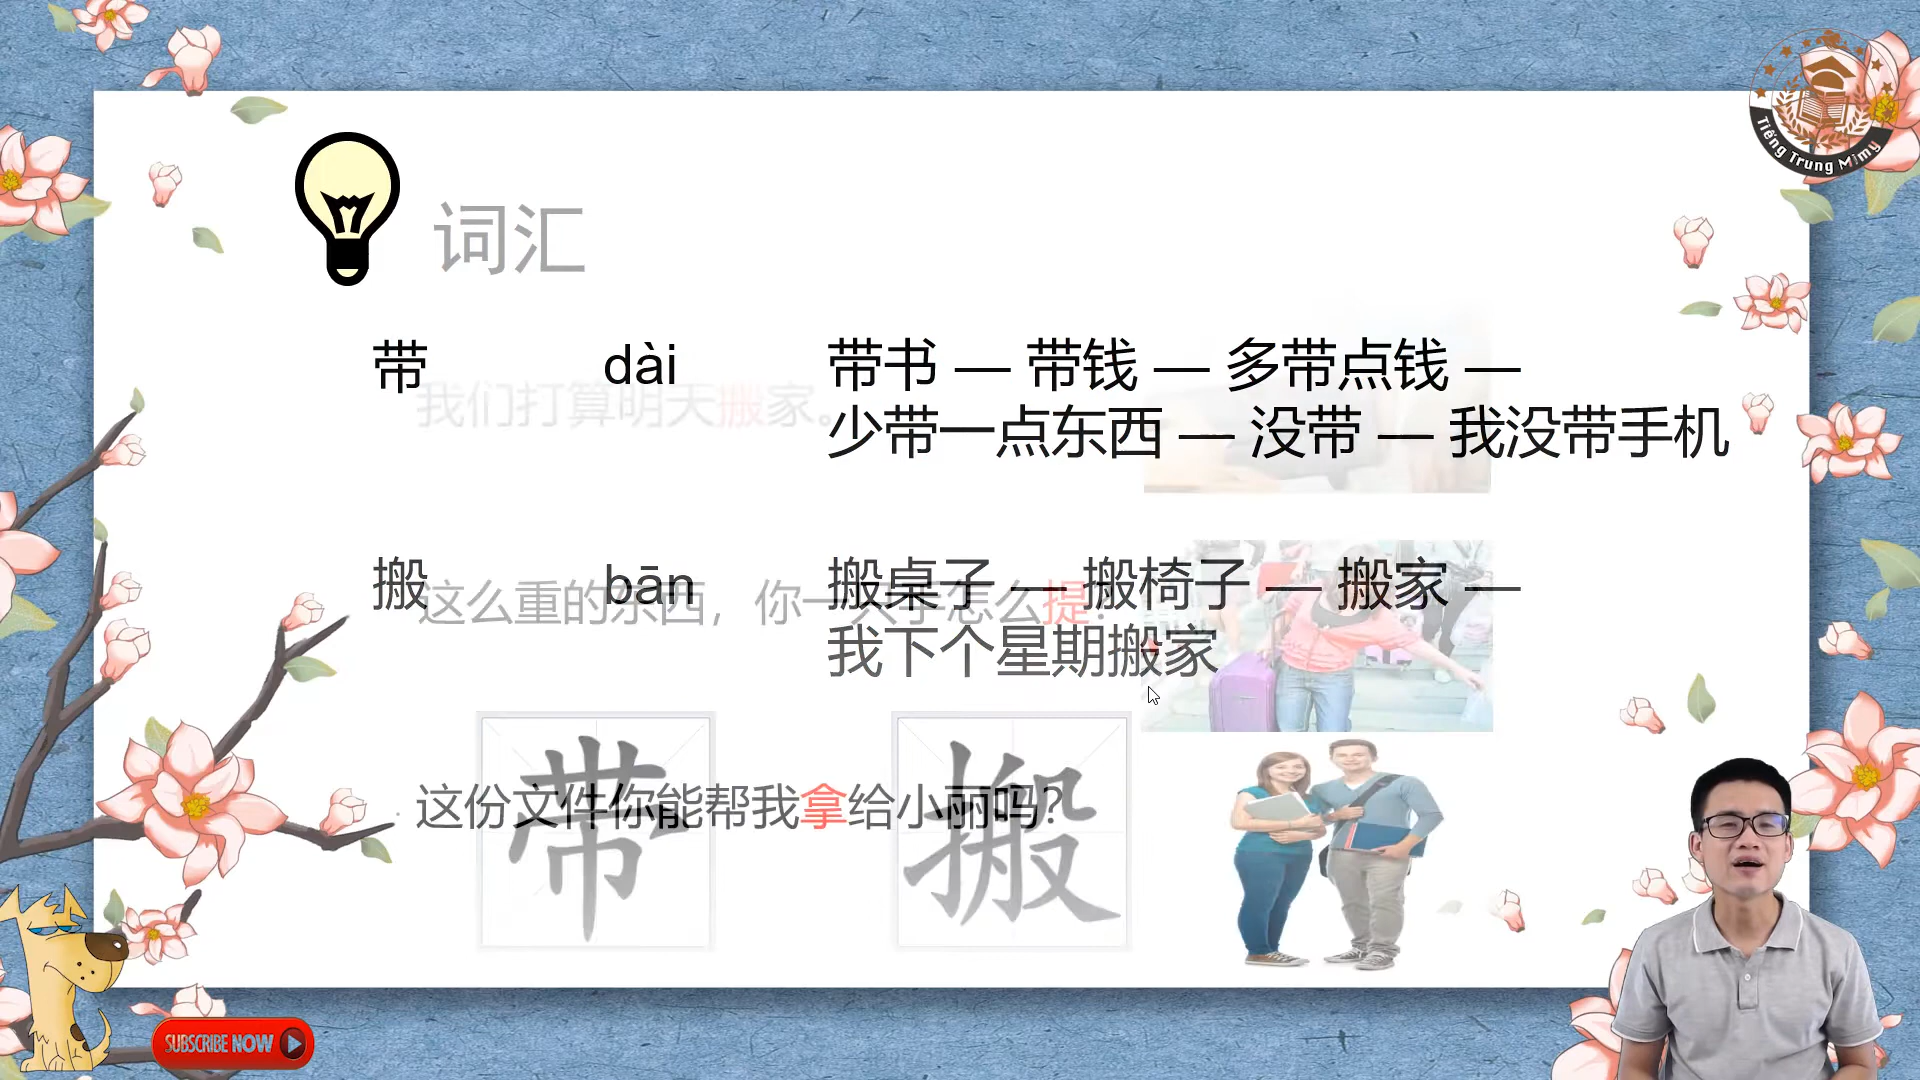 Tiếng Trung Mimy
词汇
带 dài 带书 — 带钱 — 多带点钱 —
少带一点东西 — 没带 — 我没带手机
我们打算明天搬家。
搬 bān 搬桌子 — 搬椅子 — 搬家 —
我下个星期搬家
这么重的东西，你一只手怎么提？
这份文件你能帮我拿给小丽吗？
带
搬
SUBSCRIBE NOW